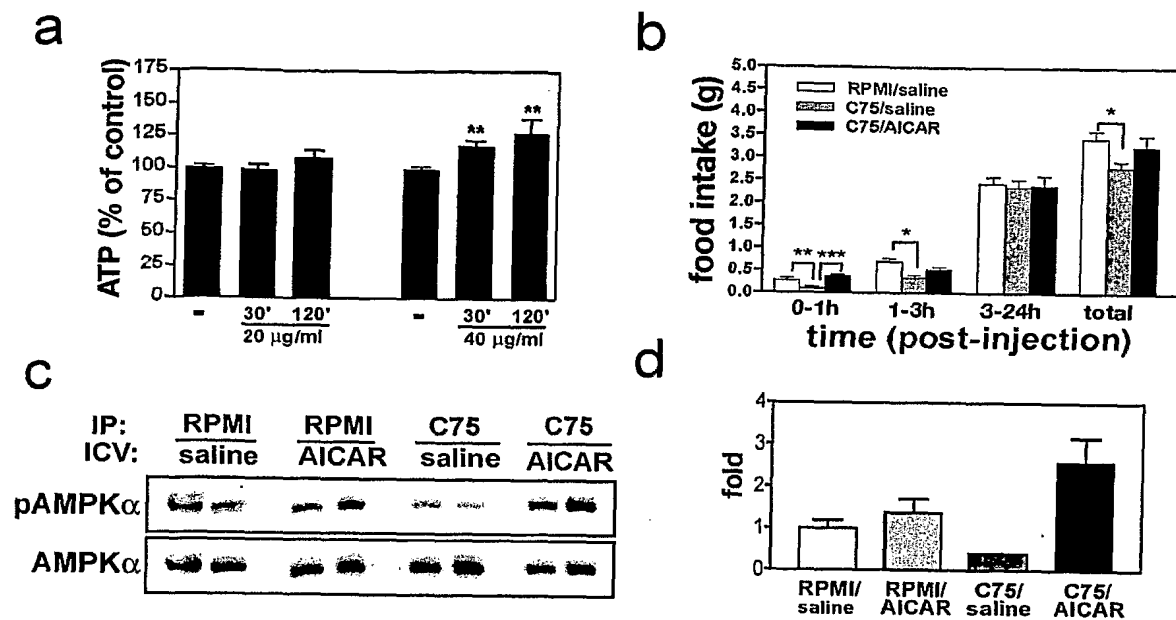 a
175
150
125
100
75
50
25
0
ATP (% of control)
** **
- 30' 120' - 30' 120'
20 µg/ml 40 µg/ml
b
5.0
4.5
4.0
3.5
3.0
2.5
2.0
1.5
1.0
0.5
0.0
food intake (g)
RPMI/saline
C75/saline
C75/AICAR
** *** * *
0-1h 1-3h 3-24h total
time (post-injection)
c
IP: RPMI RPMI C75 C75
ICV: saline AICAR saline AICAR
pAMPKα
AMPKα
d
4
3
2
1
0
fold
RPMI/ RPMI/ C75/ C75/
saline AICAR saline AICAR